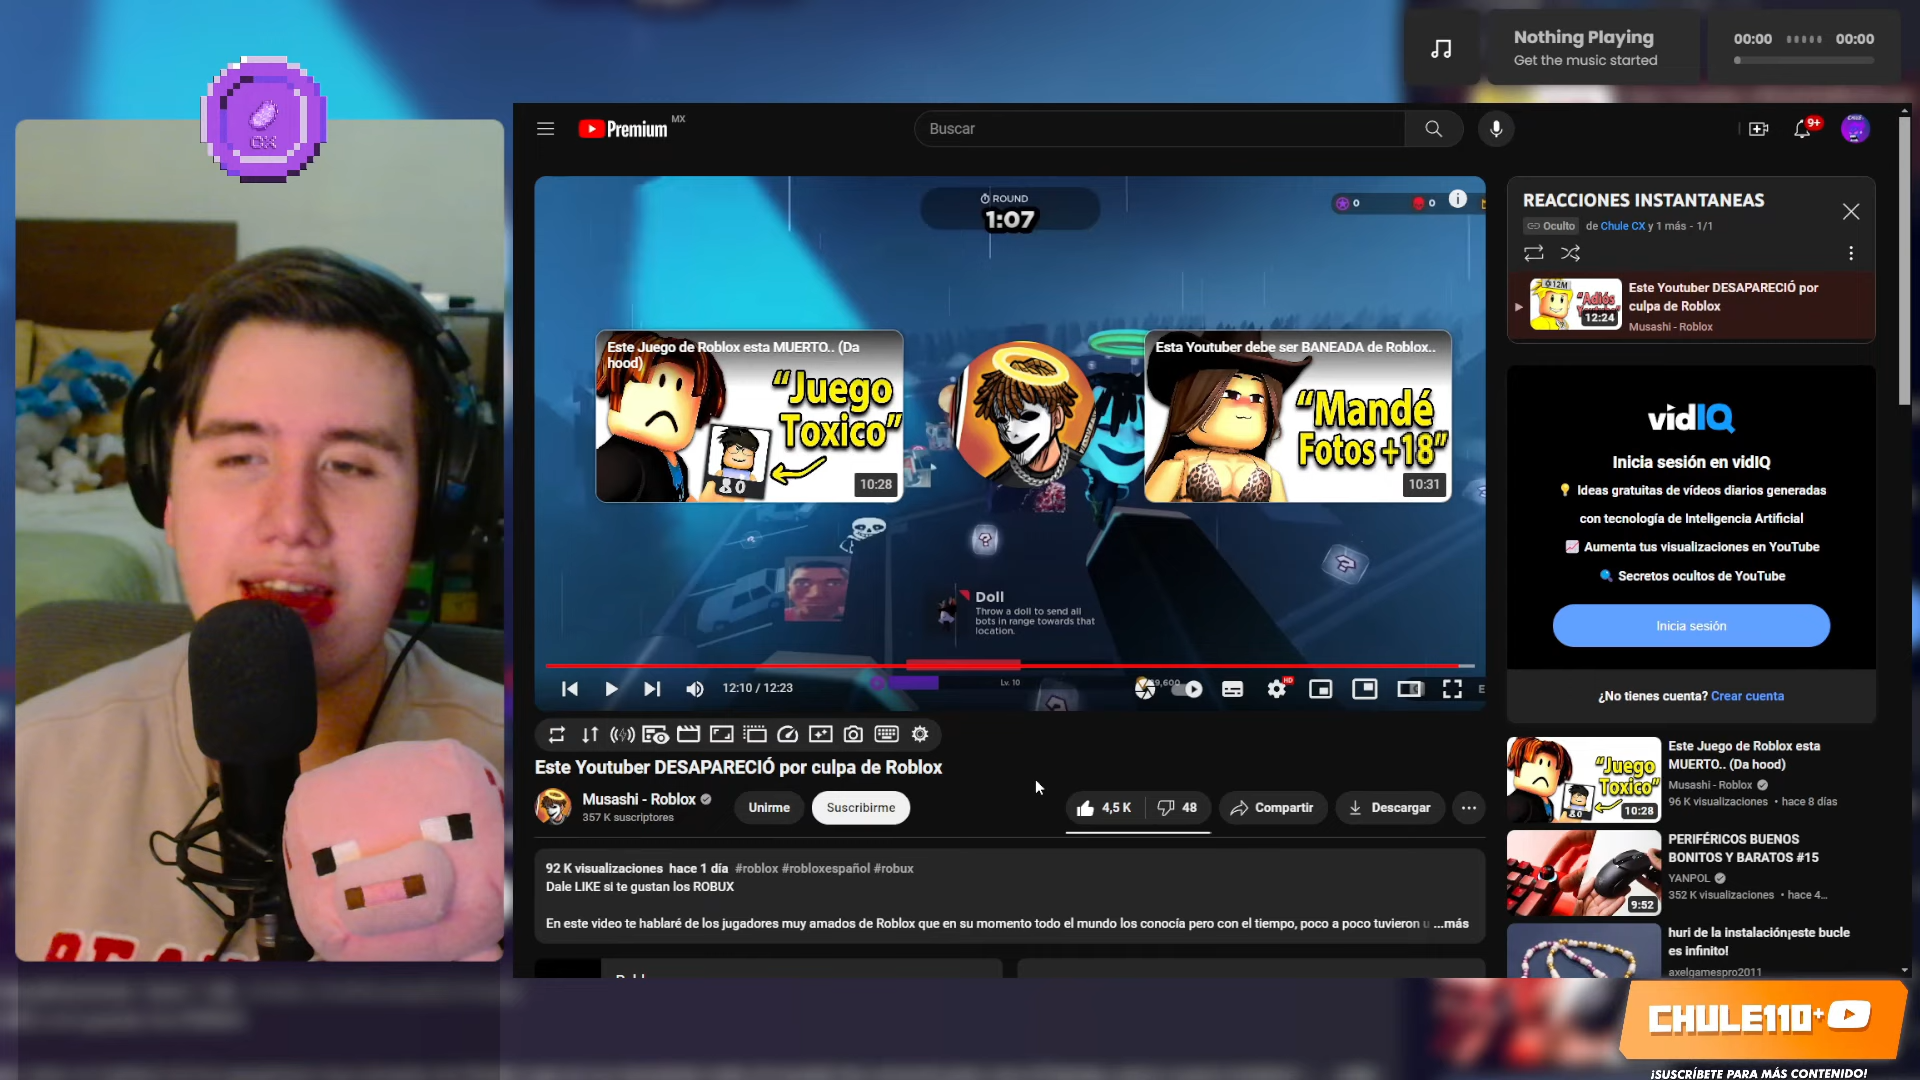 CX
Nothing Playing
Get the music started
00:00
00:00
Premium
MX
Buscar
9+
ROUND
1:07
0
0
Este Juego de Roblox esta MUERTO.. (Da
hood)
"Juego
Toxico"
0
10:28
Esta Youtuber debe ser BANEADA de Roblox..
"Mandé
Fotos +18"
10:31
Doll
Throw a doll to send all
bots in range towards that
location.
12:10 / 12:23
Lv. 10
HD
REACCIONES INSTANTANEAS
Oculto
de Chule CX y 1 más - 1/1
12M
"Adiós
12:24
Este Youtuber DESAPARECIÓ por
culpa de Roblox
Musashi - Roblox
vidIQ
Inicia sesión en vidIQ
Ideas gratuitas de vídeos diarios generadas
con tecnología de Inteligencia Artificial
Aumenta tus visualizaciones en YouTube
Secretos ocultos de YouTube
Inicia sesión
¿No tienes cuenta? Crear cuenta
Este Youtuber DESAPARECIÓ por culpa de Roblox
Musashi - Roblox
357 K suscriptores
Unirme
Suscribirme
4,5 K
48
Compartir
Descargar
92 K visualizaciones hace 1 día #roblox #robloxespañol #robux
Dale LIKE si te gustan los ROBUX
En este video te hablaré de los jugadores muy amados de Roblox que en su momento todo el mundo los conocía pero con el tiempo, poco a poco tuvieron u ...más
"Juego
Toxico"
10:28
Este Juego de Roblox esta
MUERTO.. (Da hood)
Musashi - Roblox
96 K visualizaciones • hace 8 días
9:52
PERIFÉRICOS BUENOS
BONITOS Y BARATOS #15
YANPOL
352 K visualizaciones • hace 4...
huri de la instalación¡este bucle
es infinito!
axelgamespro2011
CHULE110+
¡SUSCRÍBETE PARA MÁS CONTENIDO!